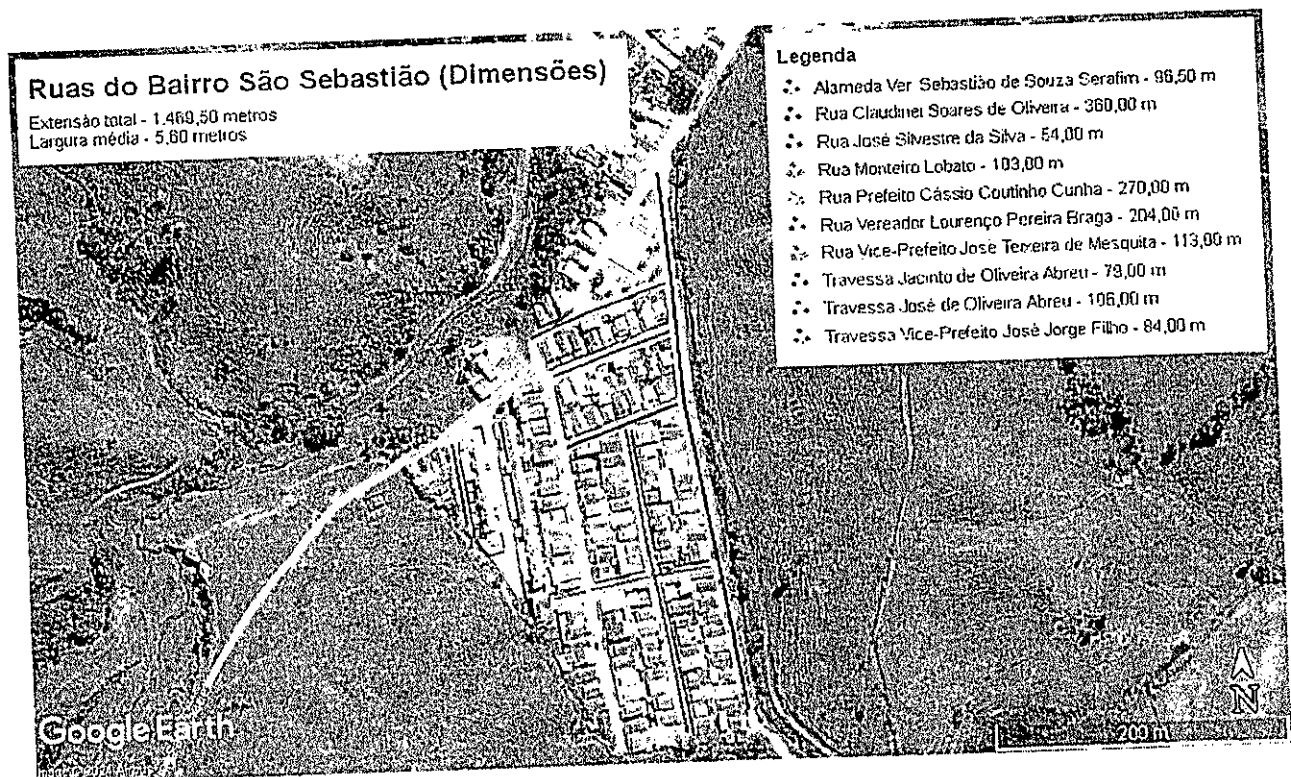 Ruas do Bairro São Sebastião (Dimensões)
Extensão total - 1.469,50 metros
Largura média - 5,60 metros
Legenda
Alameda Ver. Sebastião de Souza Serafim - 96,50 m
Rua Claudinei Soares de Oliveira - 360,00 m
Rua José Silvestre da Silva - 54,00 m
Rua Monteiro Lobato - 103,00 m
Rua Prefeito Cássio Coutinho Cunha - 270,00 m
Rua Vereador Lourenço Pereira Braga - 204,00 m
Rua Vice-Prefeito José Teixeira de Mesquita - 113,00 m
Travessa Jacinto de Oliveira Abreu - 79,00 m
Travessa José de Oliveira Abreu - 106,00 m
Travessa Vice-Prefeito José Jorge Filho - 84,00 m
N
200 m
Google Earth
Image © 2024 Airbus